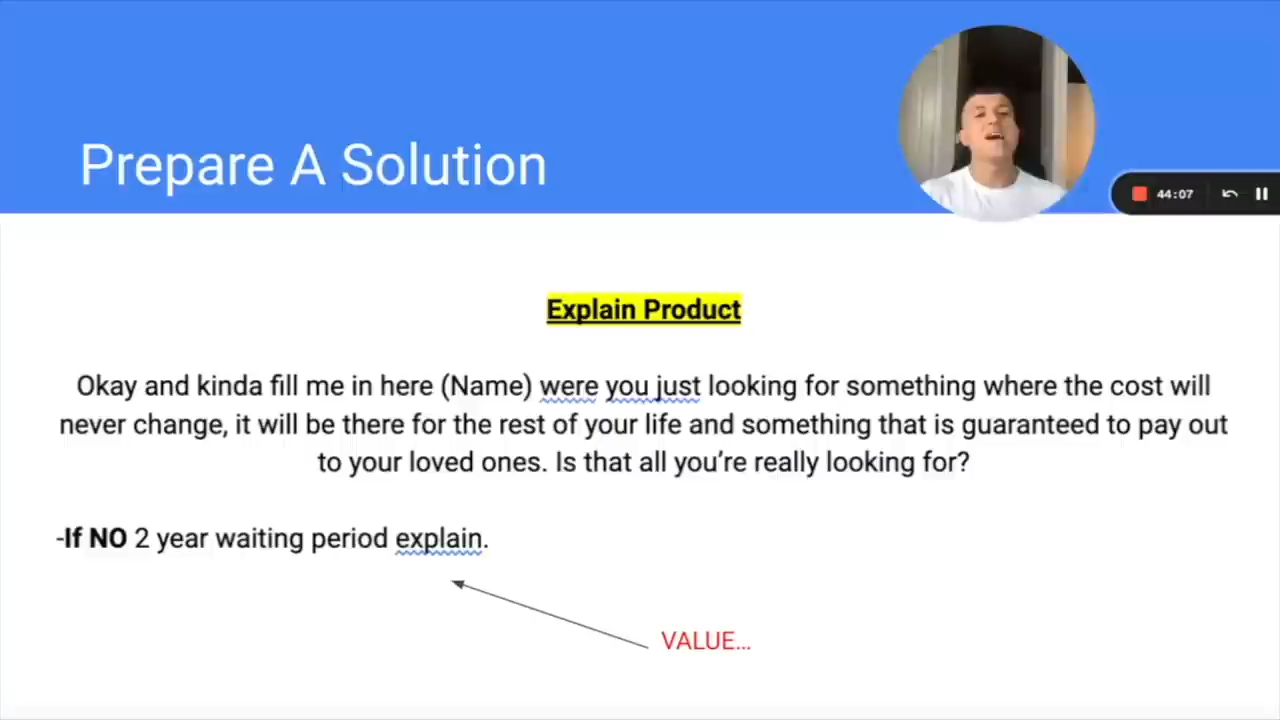 Prepare A Solution
44:07
Explain Product
Okay and kinda fill me in here (Name) were you just looking for something where the cost will
never change, it will be there for the rest of your life and something that is guaranteed to pay out
to your loved ones. Is that all you’re really looking for?
-If NO 2 year waiting period explain.
VALUE...